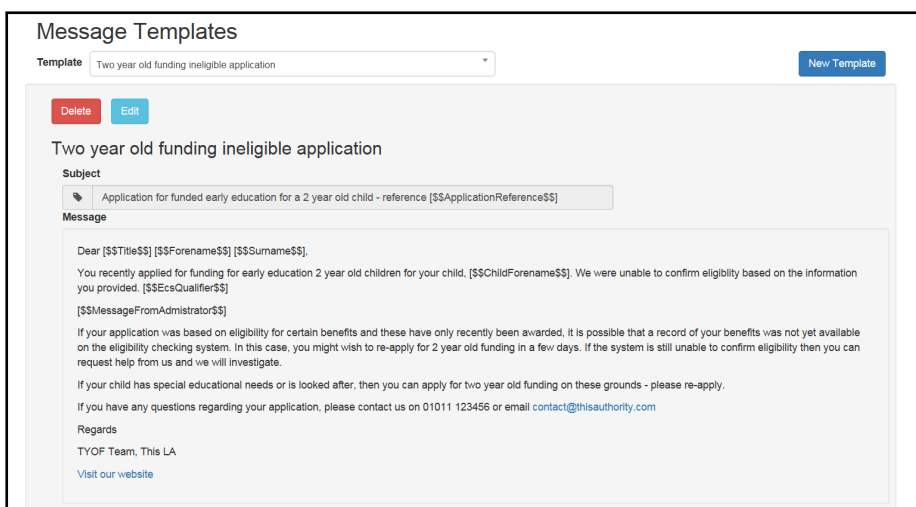 Message Templates
Template Two year old funding ineligible application New Template
Delete Edit
Two year old funding ineligible application
Subject
Application for funded early education for a 2 year old child - reference [$$ApplicationReference$$]
Message
Dear [$$Title$$] [$$Forename$$] [$$Surname$$],
You recently applied for funding for early education 2 year old children for your child, [$$ChildForename$$]. We were unable to confirm eligiblity based on the information
you provided. [$$EcsQualifier$$]
[$$MessageFromAdmistrator$$]
If your application was based on eligibility for certain benefits and these have only recently been awarded, it is possible that a record of your benefits was not yet available
on the eligibility checking system. In this case, you might wish to re-apply for 2 year old funding in a few days. If the system is still unable to confirm eligibility then you can
request help from us and we will investigate.
If your child has special educational needs or is looked after, then you can apply for two year old funding on these grounds - please re-apply.
If you have any questions regarding your application, please contact us on 01011 123456 or email contact@thisauthority.com
Regards
TYOF Team, This LA
Visit our website